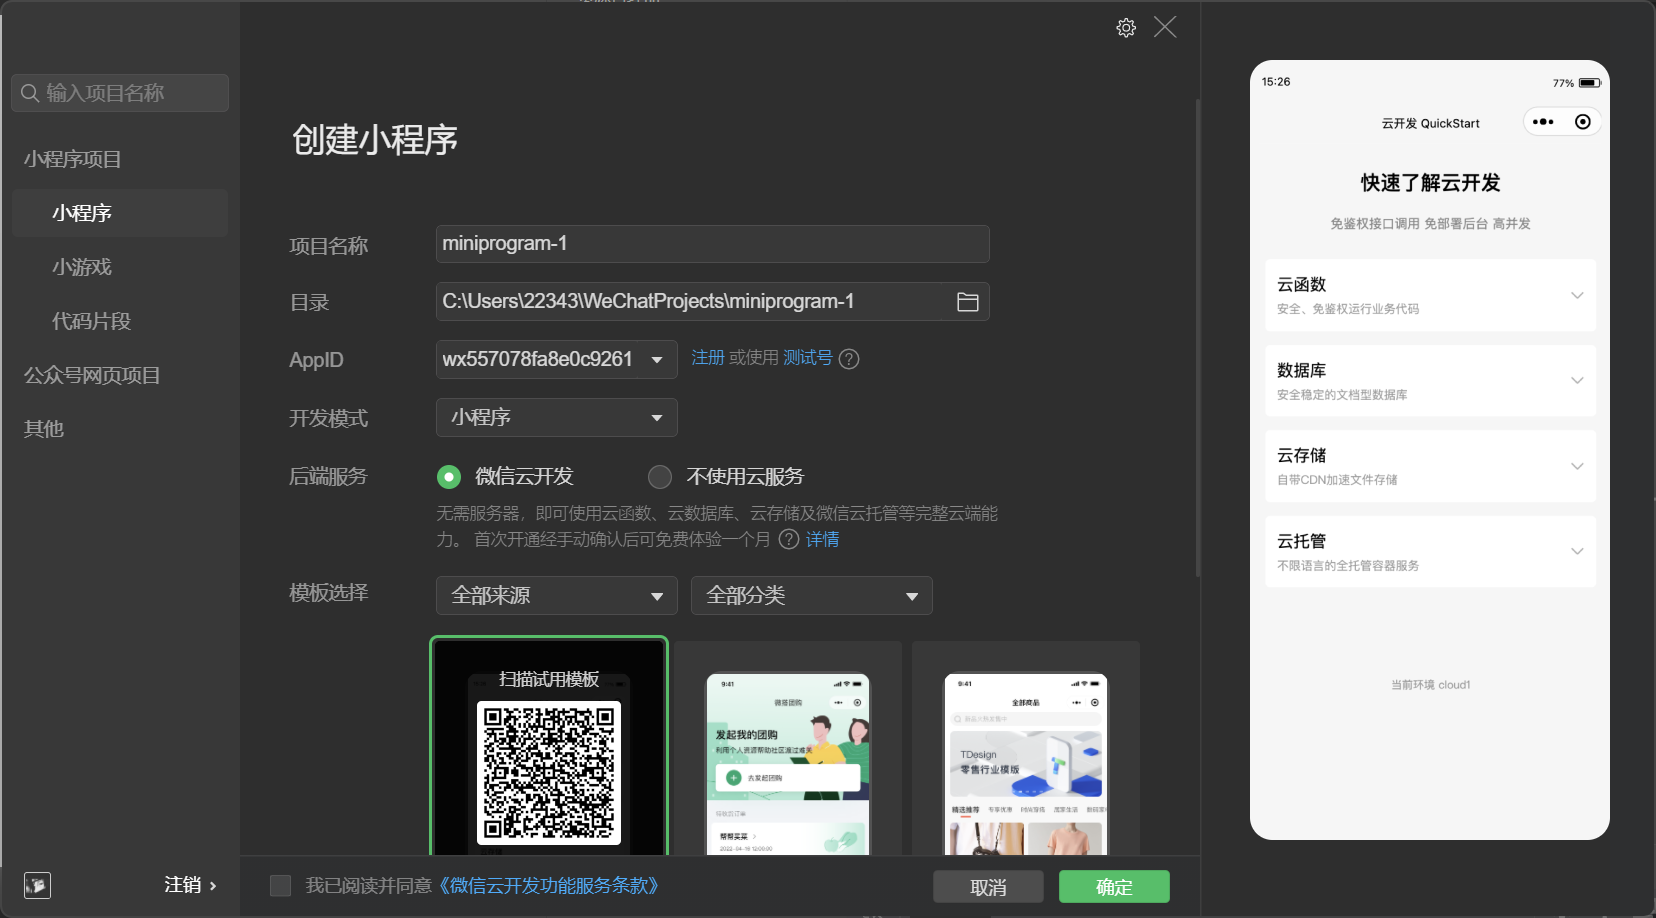 输入项目名称
小程序项目
小程序
小游戏
代码片段
公众号网页项目
其他
注销
创建小程序
项目名称
miniprogram-1
目录
C:\Users\22343\WeChatProjects\miniprogram-1
AppID
wx557078fa8e0c9261
注册 或使用 测试号
开发模式
小程序
后端服务
微信云开发
不使用云服务
无需服务器，即可使用云函数、云数据库、云存储及微信云托管等完整云端能
力。 首次开通经手动确认后可免费体验一个月
详情
模板选择
全部来源
全部分类
扫描试用模板
9:41
微信团购
发起我的团购
利用个人资源帮助社区渡过难关
去发起团购
帮帮买菜
9:41
全部商品
TDesign
零售行业模版
精选推荐
我已阅读并同意《微信云开发功能服务条款》
取消
确定
15:26
77%
云开发 QuickStart
快速了解云开发
免鉴权接口调用 免部署后台 高并发
云函数
安全、免鉴权运行业务代码
数据库
安全稳定的文档型数据库
云存储
自带CDN加速文件存储
云托管
不限语言的全托管容器服务
当前环境 cloud1